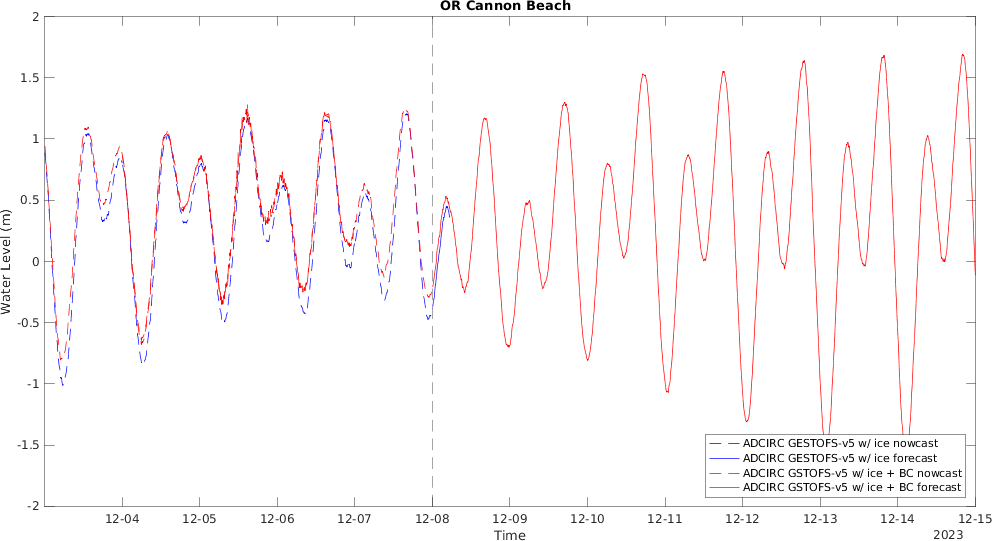 OR Cannon Beach
2
1.5
1
0.5
0
-0.5
-1
-1.5
-2
Water Level (m)
12-04 12-05 12-06 12-07 12-08 12-09 12-10 12-11 12-12 12-13 12-14 12-15
Time
2023
ADCIRC GESTOFS-v5 w/ ice nowcast
ADCIRC GESTOFS-v5 w/ ice forecast
ADCIRC GSTOFS-v5 w/ ice + BC nowcast
ADCIRC GSTOFS-v5 w/ ice + BC forecast